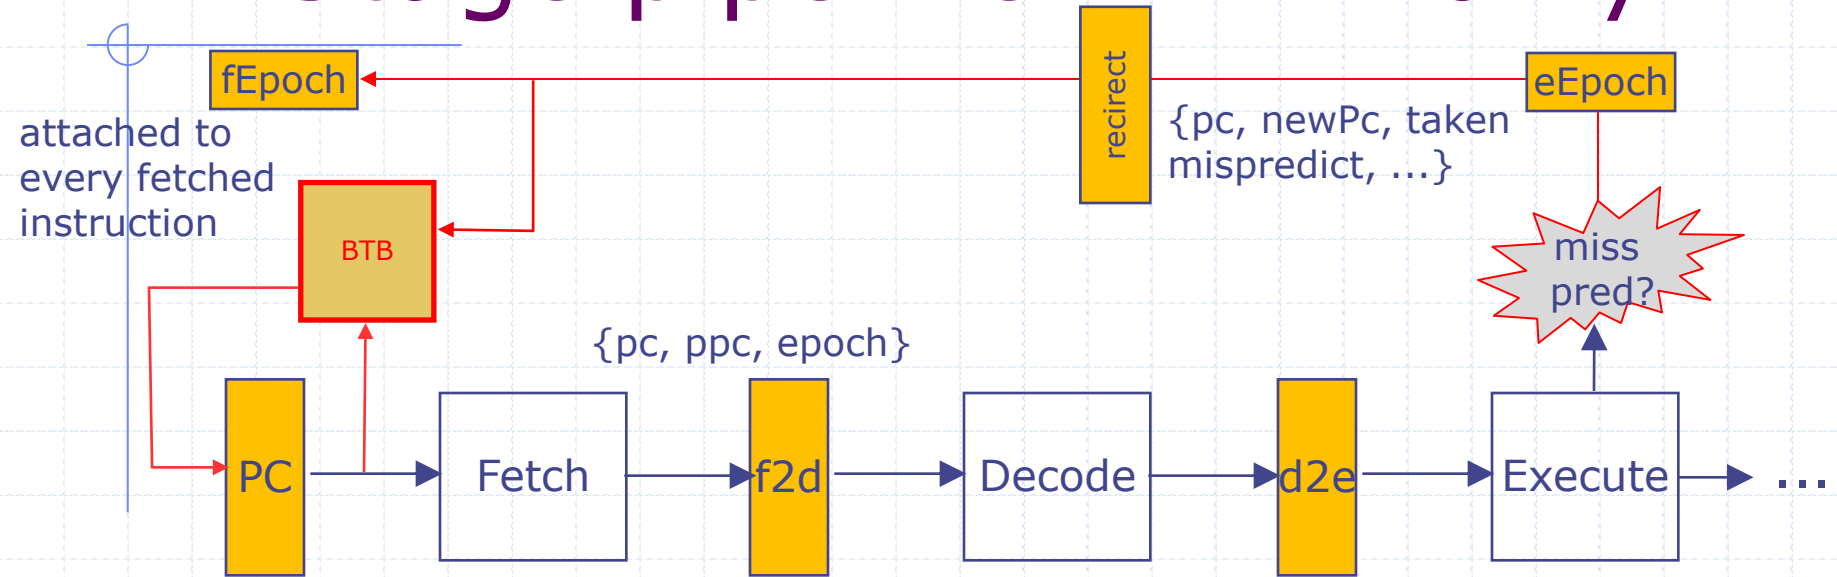 fEpoch
recirect
eEpoch
{pc, newPc, taken
mispredict, ...}
attached to
every fetched
instruction
BTB
miss
pred?
{pc, ppc, epoch}
PC
Fetch
f2d
Decode
d2e
Execute
...